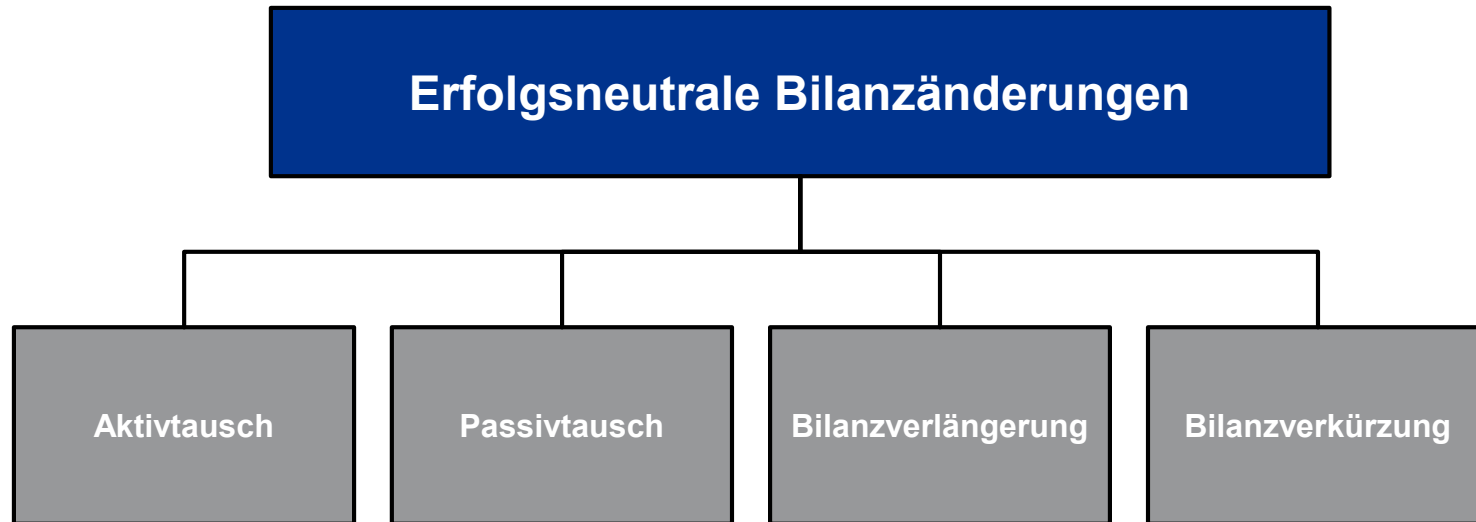 Erfolgsneutrale Bilanzänderungen
Aktivtausch
Passivtausch
Bilanzverlängerung
Bilanzverkürzung